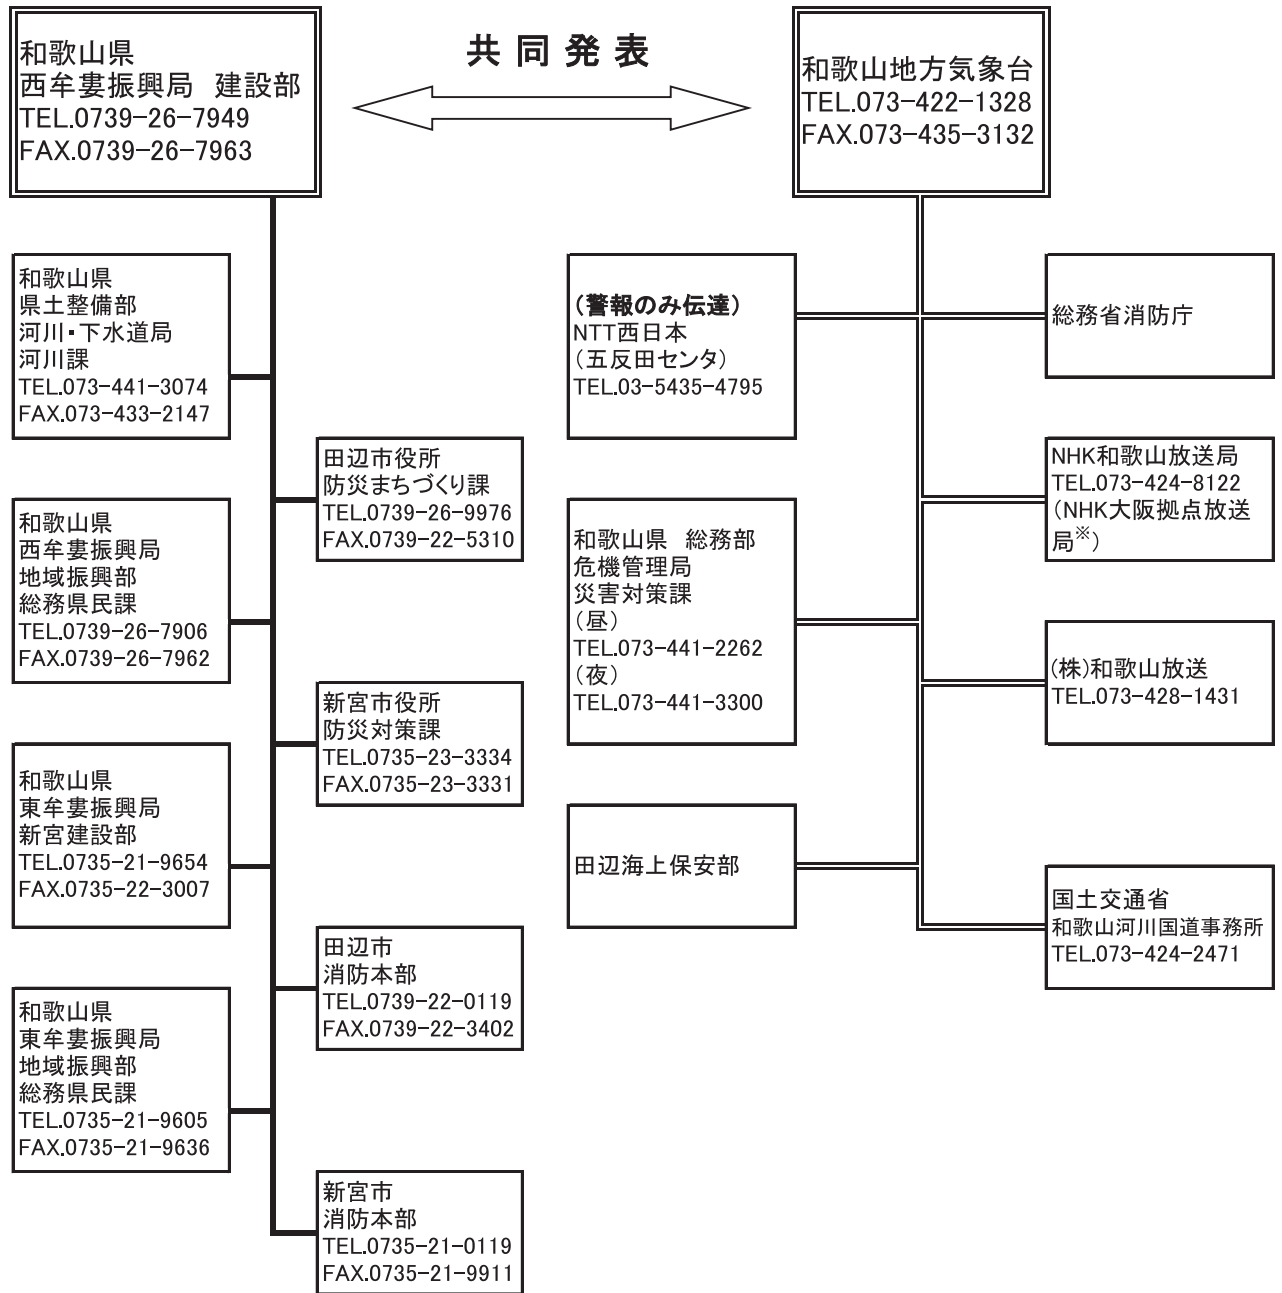 和歌山県
西牟婁振興局　建設部
TEL.0739-26-7949
FAX.0739-26-7963
共同発表
和歌山地方気象台
TEL.073-422-1328
FAX.073-435-3132
和歌山県
県土整備部
河川・下水道局
河川課
TEL.073-441-3074
FAX.073-433-2147
和歌山県
西牟婁振興局
地域振興部
総務県民課
TEL.0739-26-7906
FAX.0739-26-7962
和歌山県
東牟婁振興局
新宮建設部
TEL.0735-21-9654
FAX.0735-22-3007
和歌山県
東牟婁振興局
地域振興部
総務県民課
TEL.0735-21-9605
FAX.0735-21-9636
田辺市役所
防災まちづくり課
TEL.0739-26-9976
FAX.0739-22-5310
新宮市役所
防災対策課
TEL.0735-23-3334
FAX.0735-23-3331
田辺市
消防本部
TEL.0739-22-0119
FAX.0739-22-3402
新宮市
消防本部
TEL.0735-21-0119
FAX.0735-21-9911
(警報のみ伝達)
NTT西日本
(五反田センタ)
TEL.03-5435-4795
和歌山県　総務部
危機管理局
災害対策課
(昼)
TEL.073-441-2262
(夜)
TEL.073-441-3300
田辺海上保安部
総務省消防庁
NHK和歌山放送局
TEL.073-424-8122
(NHK大阪拠点放送
局※)
(株)和歌山放送
TEL.073-428-1431
国土交通省
和歌山河川国道事務所
TEL.073-424-2471